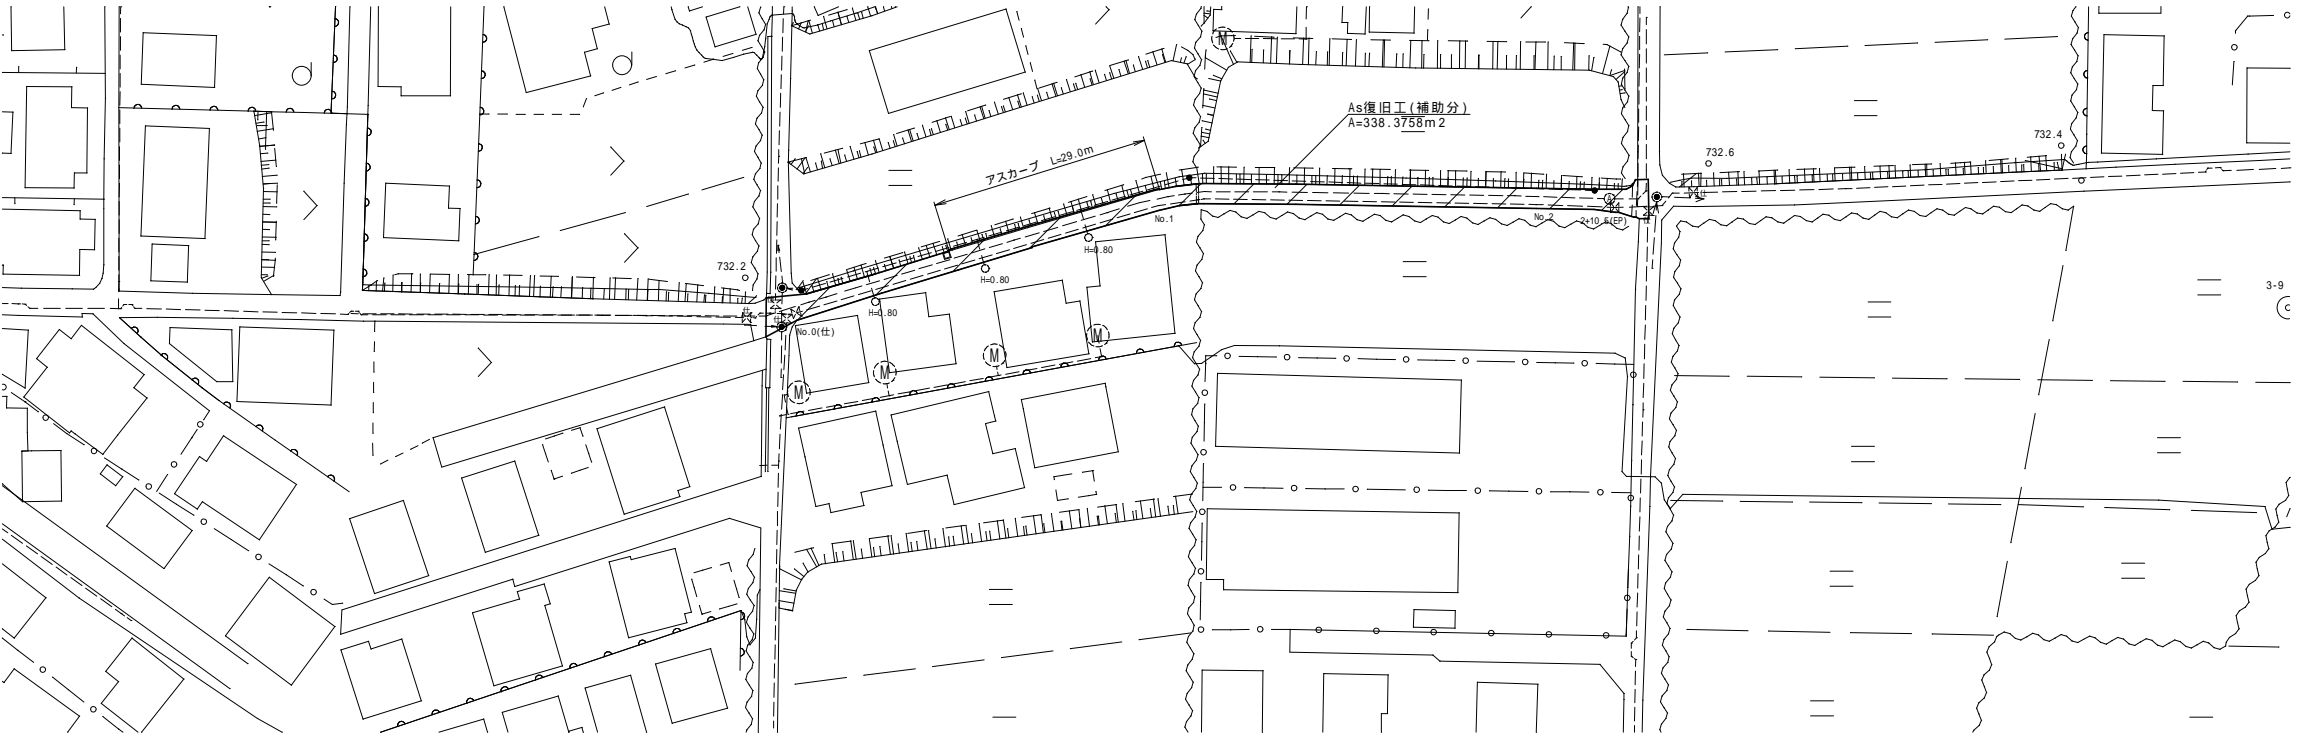 As復旧工(補助分)
A=338.3758m2
732.4
732.6
アスカーブ L=29.0m
No.1
No.2
2+10.6(EP)
H=0.80
732.2
H=0.80
3-9
H=0.80
No.0(仕)
M
M
M
M
M